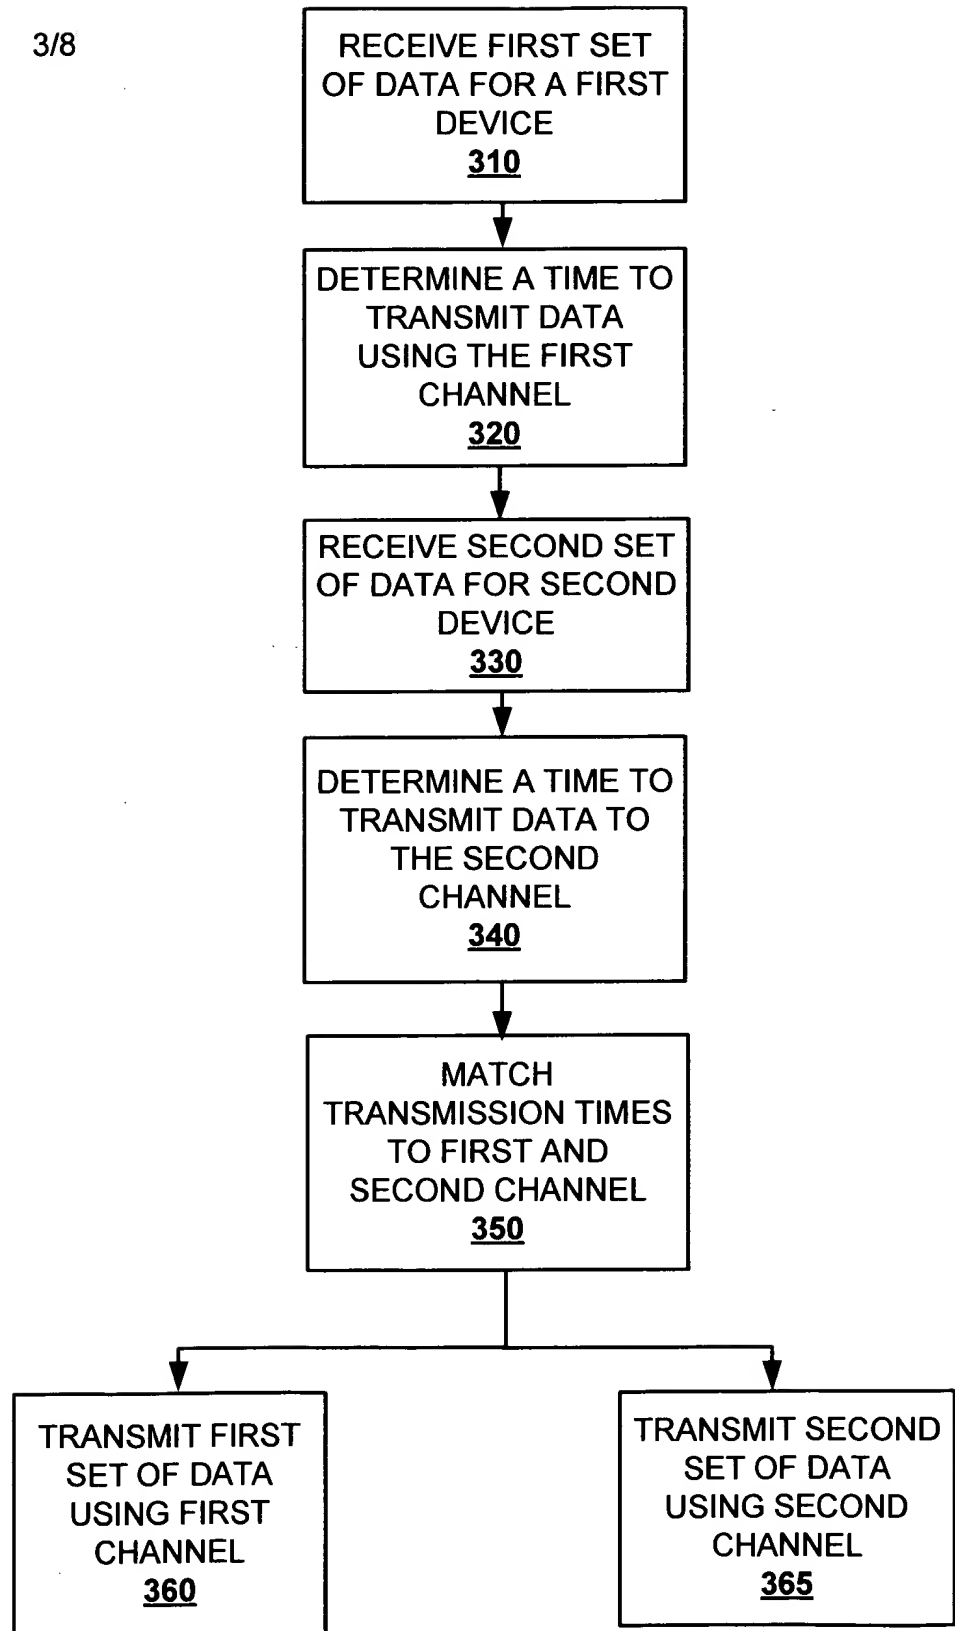 3/8
RECEIVE FIRST SET
OF DATA FOR A FIRST
DEVICE
310
DETERMINE A TIME TO
TRANSMIT DATA
USING THE FIRST
CHANNEL
320
RECEIVE SECOND SET
OF DATA FOR SECOND
DEVICE
330
DETERMINE A TIME TO
TRANSMIT DATA TO
THE SECOND
CHANNEL
340
MATCH
TRANSMISSION TIMES
TO FIRST AND
SECOND CHANNEL
350
TRANSMIT FIRST
SET OF DATA
USING FIRST
CHANNEL
360
TRANSMIT SECOND
SET OF DATA
USING SECOND
CHANNEL
365